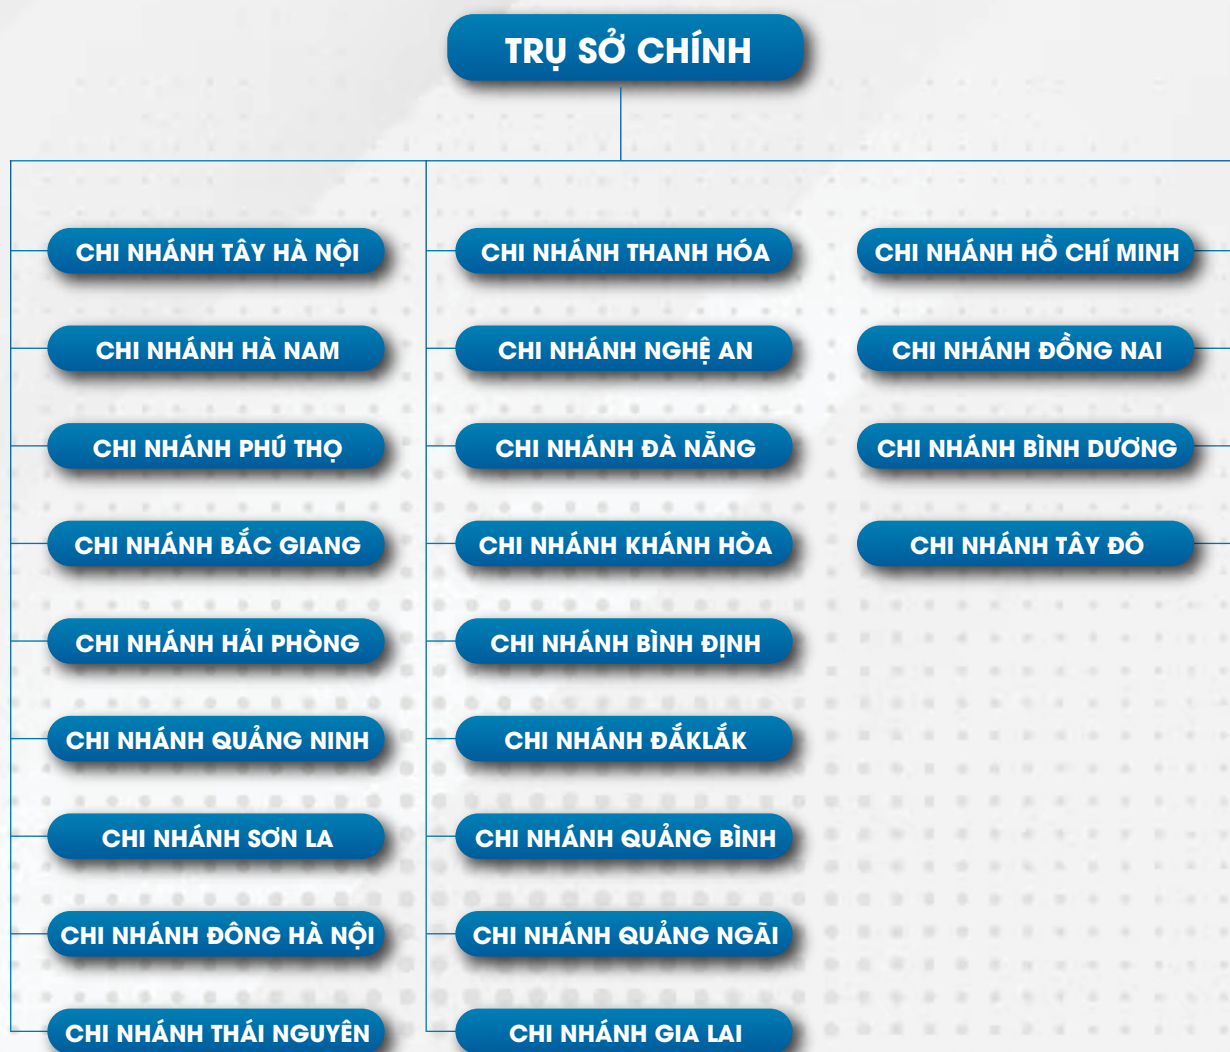 TRỤ SỞ CHÍNH
CHI NHÁNH TÂY HÀ NỘI
CHI NHÁNH HÀ NAM
CHI NHÁNH PHÚ THỌ
CHI NHÁNH BẮC GIANG
CHI NHÁNH HẢI PHÒNG
CHI NHÁNH QUẢNG NINH
CHI NHÁNH SƠN LA
CHI NHÁNH ĐÔNG HÀ NỘI
CHI NHÁNH THÁI NGUYÊN
CHI NHÁNH THANH HÓA
CHI NHÁNH NGHỆ AN
CHI NHÁNH ĐÀ NẴNG
CHI NHÁNH KHÁNH HÒA
CHI NHÁNH BÌNH ĐỊNH
CHI NHÁNH ĐẮKLẮK
CHI NHÁNH QUẢNG BÌNH
CHI NHÁNH QUẢNG NGÃI
CHI NHÁNH GIA LAI
CHI NHÁNH HỒ CHÍ MINH
CHI NHÁNH ĐỒNG NAI
CHI NHÁNH BÌNH DƯƠNG
CHI NHÁNH TÂY ĐÔ